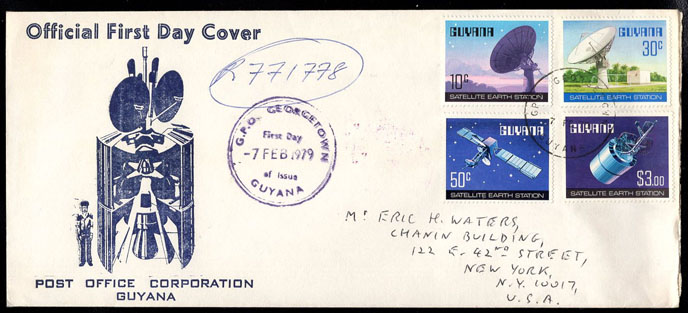 Official First Day Cover
R771778
G.P.O. GEORGETOWN
First Day
-7 FEB 1979
of Issue
GUYANA
GUYANA
10c
SATELLITE EARTH STATION
GUYANA
30c
SATELLITE EARTH STATION
GUYANA
50c
SATELLITE EARTH STATION
GUYANA
$3.00
SATELLITE EARTH STATION
Mr ERIC H. WATERS,
CHANIN BUILDING,
122 E. 42ND STREET,
NEW YORK,
N.Y. 10017,
U.S.A.
POST OFFICE CORPORATION
GUYANA